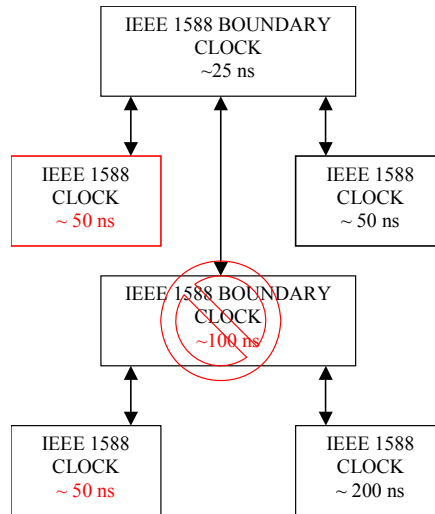 IEEE 1588 BOUNDARY
CLOCK
~25 ns
IEEE 1588
CLOCK
~ 50 ns
IEEE 1588
CLOCK
~ 50 ns
IEEE 1588 BOUNDARY
CLOCK
~100 ns
IEEE 1588
CLOCK
~ 50 ns
IEEE 1588
CLOCK
~ 200 ns